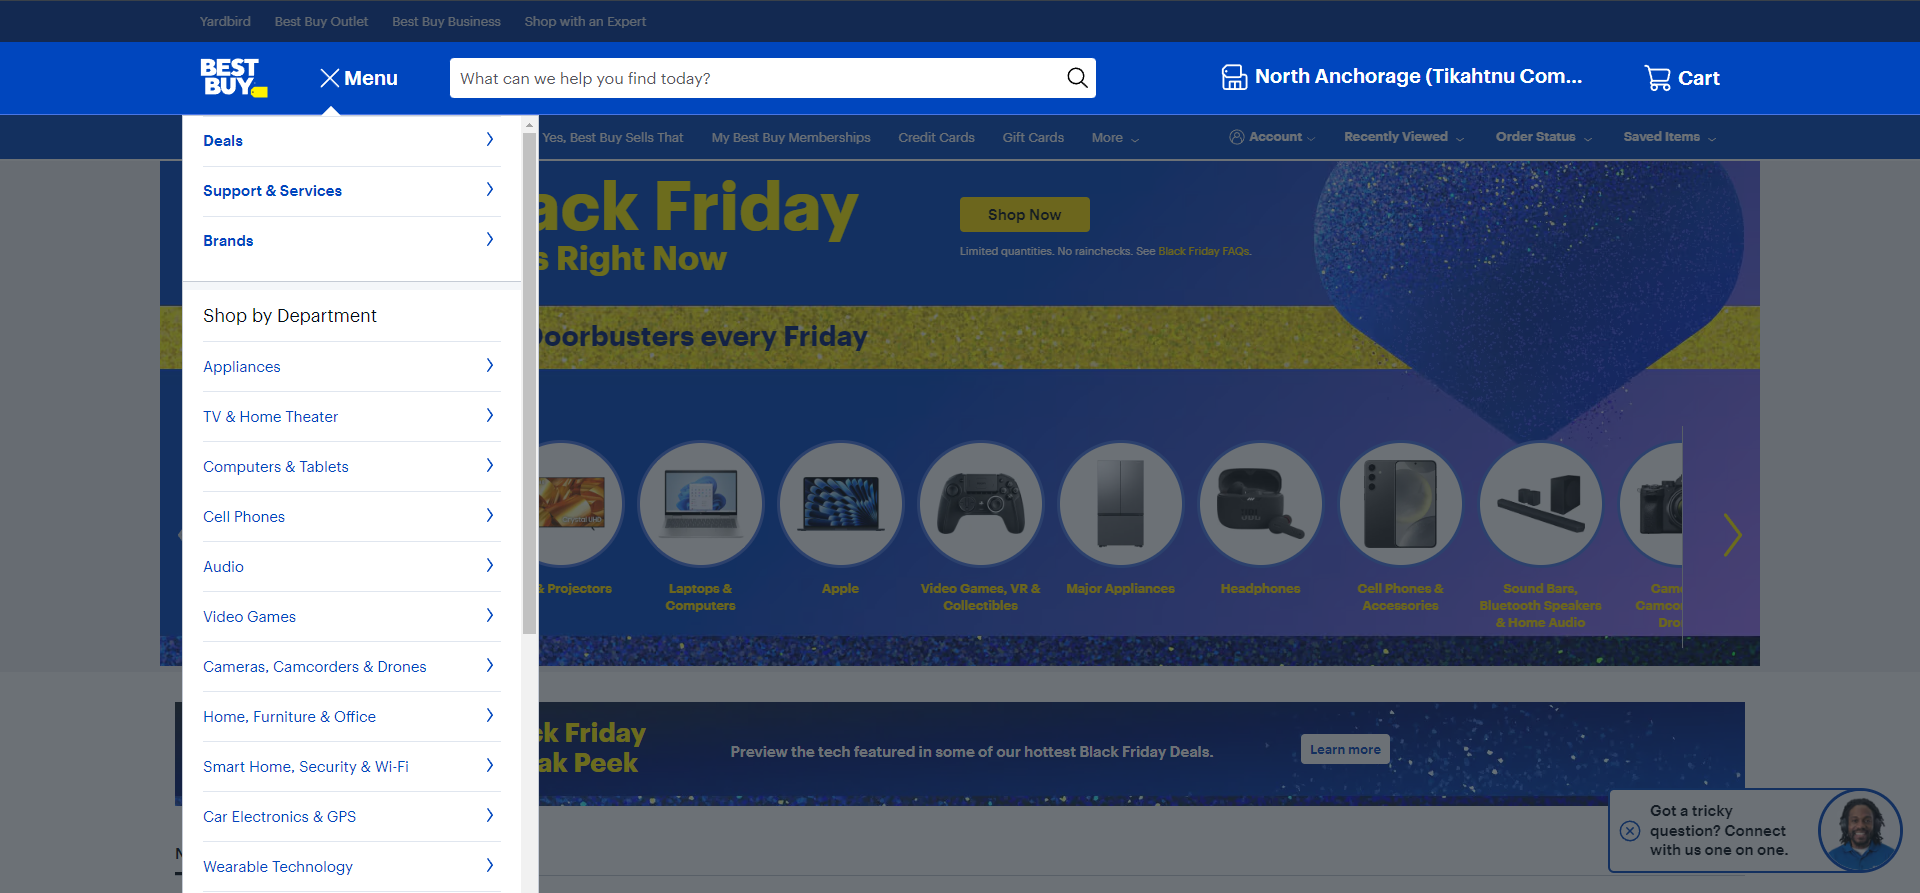 Yardbird
Best Buy Outlet
Best Buy Business
Shop with an Expert
BEST
BUY
Menu
What can we help you find today?
North Anchorage (Tikahtnu Com...
Cart
Yes, Best Buy Sells That
My Best Buy Memberships
Credit Cards
Gift Cards
More
Account
Recently Viewed
Order Status
Saved Items
Deals
Support & Services
Brands
Shop by Department
Appliances
TV & Home Theater
Computers & Tablets
Cell Phones
Audio
Video Games
Cameras, Camcorders & Drones
Home, Furniture & Office
Smart Home, Security & Wi-Fi
Car Electronics & GPS
Wearable Technology
ack Friday
s Right Now
Shop Now
Limited quantities. No rainchecks. See Black Friday FAQs.
Doorbusters every Friday
Crystal UHD
& Projectors
Laptops &
Computers
Apple
Video Games, VR &
Collectibles
Major Appliances
Headphones
Cell Phones &
Accessories
Sound Bars,
Bluetooth Speakers
& Home Audio
Came
Camcor
Dro
ck Friday
ak Peek
Preview the tech featured in some of our hottest Black Friday Deals.
Learn more
Got a tricky
question? Connect
with us one on one.